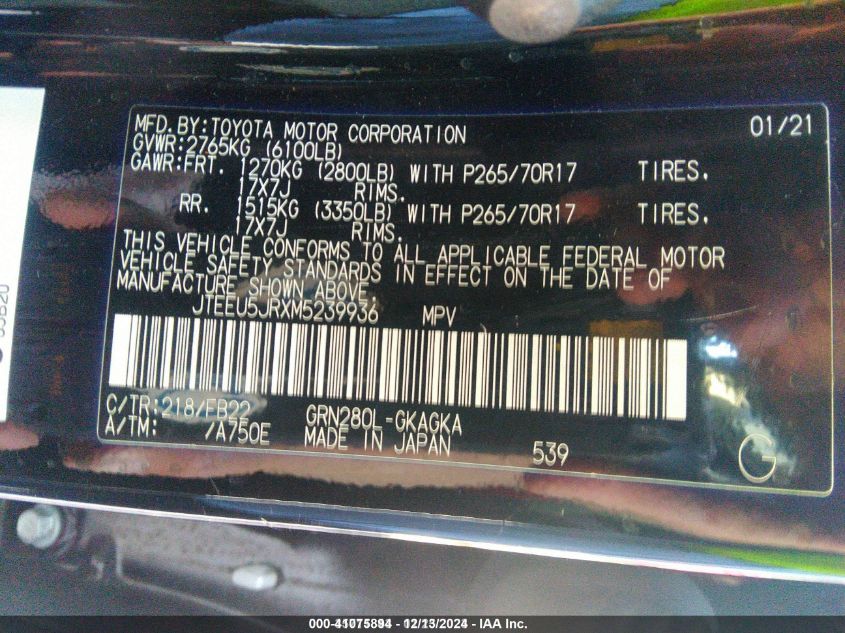 MFD. BY:TOYOTA MOTOR CORPORATION 01/21
GVWR:2765KG (6100LB)
GAWR:FRT. 1270KG (2800LB) WITH P265/70R17 TIRES.
17X7J RIMS.
RR. 1515KG (3350LB) WITH P265/70R17 TIRES.
17X7J RIMS.
THIS VEHICLE CONFORMS TO ALL APPLICABLE FEDERAL MOTOR
VEHICLE SAFETY STANDARDS IN EFFECT ON THE DATE OF
MANUFACTURE SHOWN ABOVE.
JTEEU5JRXM5239936 MPV
C/TR:218/FB22 GRN280L-GKAGKA
A/TM: /A750E MADE IN JAPAN 539
G
000-41075894 - 12/13/2024 - IAA Inc.